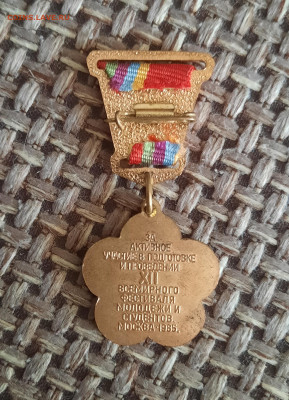 ЗА
АКТИВНОЕ
УЧАСТИЕ В ПОДГОТОВКЕ
И ПРОВЕДЕНИИ
XII
ВСЕМИРНОГО
ФЕСТИВАЛЯ
МОЛОДЕЖИ И
СТУДЕНТОВ
МОСКВА 1985